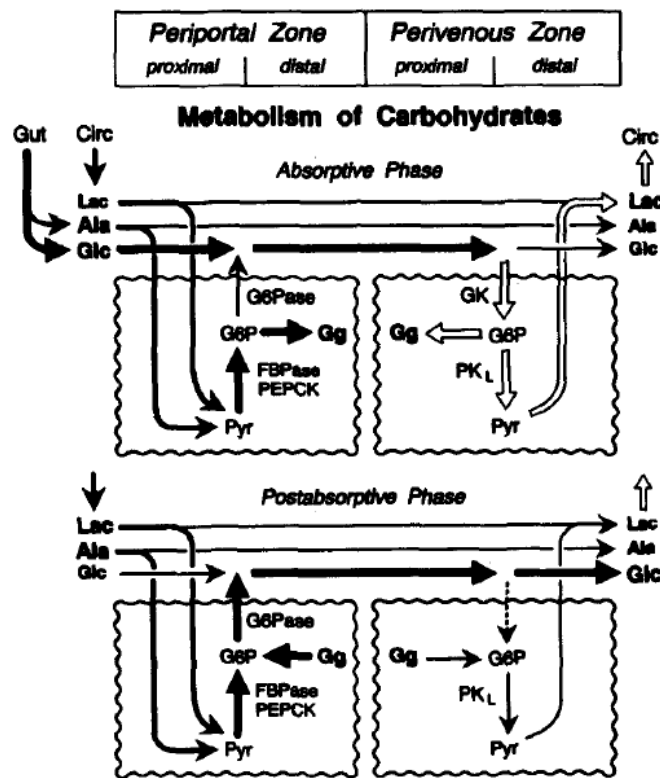 Periportal Zone Perivenous Zone
proximal distal proximal distal
Metabolism of Carbohydrates
Gut Circ Circ
Absorptive Phase
Lac Lac
Ala Ala
Glc Glc
G6Pase GK
G6P Gg Gg G6P
FBPase
PEPCK PKL
Pyr Pyr
Postabsorptive Phase
Lac Lac
Ala Ala
Glc Glc
G6Pase
G6P Gg Gg G6P
FBPase
PEPCK PKL
Pyr Pyr